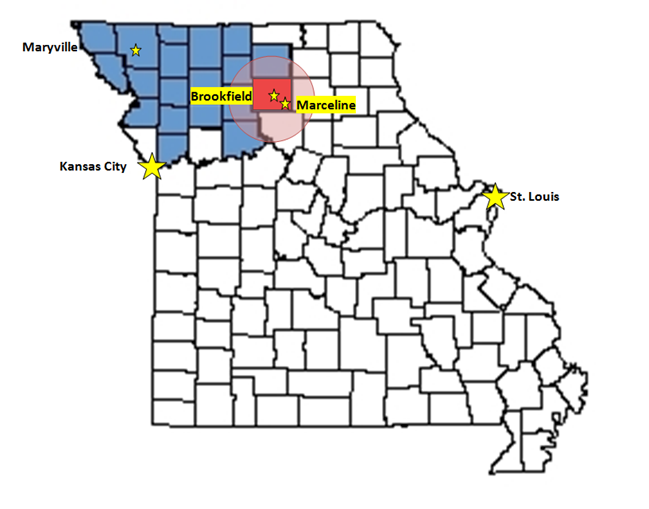 Maryville
Brookfield
Marceline
Kansas City
St. Louis